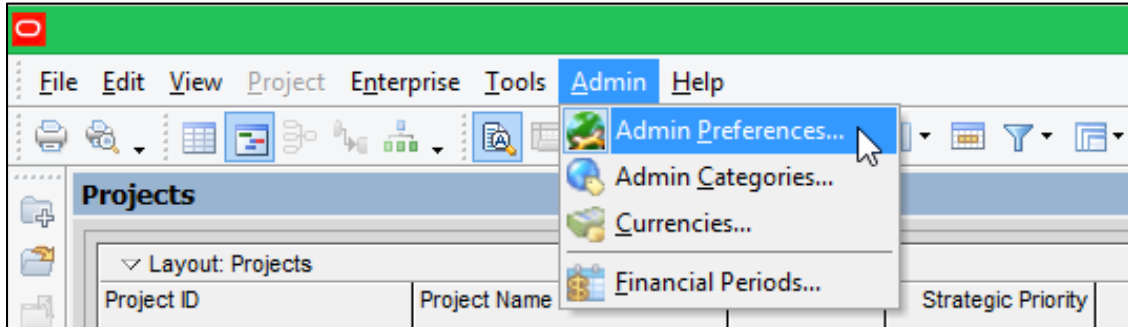 File Edit View Project Enterprise Tools Admin Help
Admin Preferences...
Admin Categories...
Currencies...
Financial Periods...
Projects
Layout: Projects
Project ID Project Name Strategic Priority